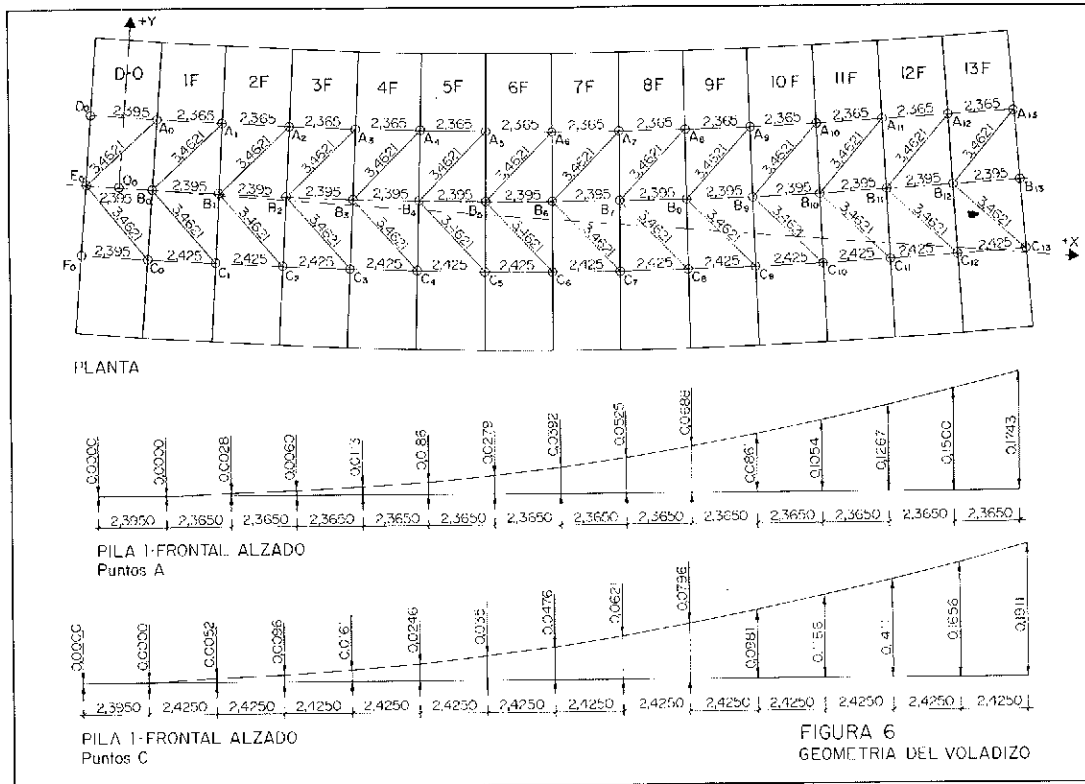 +Y
D-O 1F 2F 3F 4F 5F 6F 7F 8F 9F 10F 11F 12F 13F
D0 2,395 A0 2,365 A1 2,365 A2 2,365 A3 2,365 A4 2,365 A5 2,365 A6 2,365 A7 2,365 A8 2,365 A9 2,365 A10 2,365 A11 2,365 A12 2,365 A13
3,4621 3,4621 3,4621 3,4621 3,4621 3,4621 3,4621 3,4621 3,4621 3,4621 3,4621 3,4621 3,4621 3,4621
E0 O0 2,395 B0 2,395 B1 2,395 B2 2,395 B3 2,395 B4 2,395 B5 2,395 B6 2,395 B7 2,395 B8 2,395 B9 2,395 B10 2,395 B11 2,395 B12 2,395 B13
3,4621 3,4621 3,4621 3,4621 3,4621 3,4621 3,4621 3,4621 3,4621 3,4621 3,4621 3,4621 3,4621 3,4621
+X
F0 2,395 C0 2,425 C1 2,425 C2 2,425 C3 2,425 C4 2,425 C5 2,425 C6 2,425 C7 2,425 C8 2,425 C9 2,425 C10 2,425 C11 2,425 C12 2,425 C13
PLANTA
0,0000 0,0000 0,0028 0,0060 0,0113 0,0186 0,0279 0,0392 0,0525 0,0688 0,0861 0,1054 0,1267 0,1500 0,1743
2,3950 2,3650 2,3650 2,3650 2,3650 2,3650 2,3650 2,3650 2,3650 2,3650 2,3650 2,3650 2,3650 2,3650
PILA 1-FRONTAL ALZADO
Puntos A
0,0000 0,0000 0,0052 0,0096 0,0161 0,0246 0,0476 0,0621 0,0796 0,0981 0,1411 0,1656 0,1911
2,3950 2,4250 2,4250 2,4250 2,4250 2,4250 2,4250 2,4250 2,4250 2,4250 2,4250 2,4250 2,4250 2,4250
PILA 1-FRONTAL ALZADO
Puntos C
FIGURA 6
GEOMETRIA DEL VOLADIZO